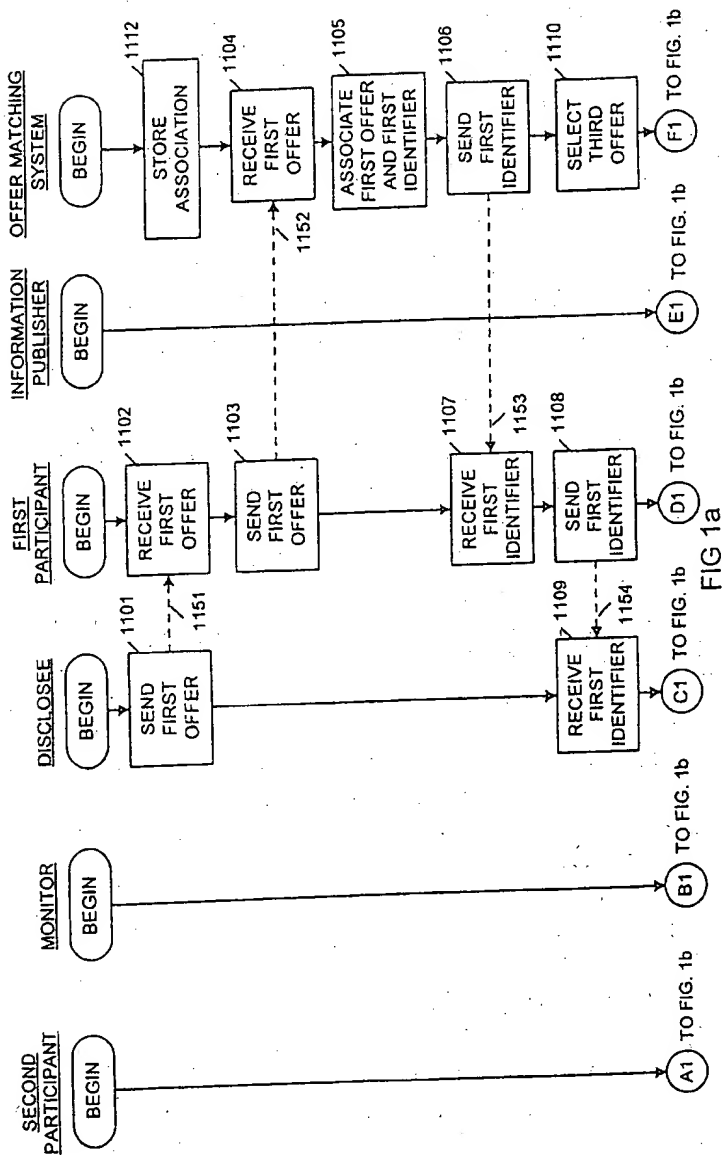 SECOND
PARTICIPANT
BEGIN
A1
TO FIG. 1b
MONITOR
BEGIN
B1
TO FIG. 1b
DISCLOSEE
BEGIN
1101
SEND
FIRST
OFFER
1151
1109
RECEIVE
FIRST
IDENTIFIER
1154
C1
TO FIG. 1b
FIRST
PARTICIPANT
BEGIN
1102
RECEIVE
FIRST
OFFER
1103
SEND
FIRST
OFFER
1152
1107
RECEIVE
FIRST
IDENTIFIER
1153
1108
SEND
FIRST
IDENTIFIER
D1
TO FIG. 1b
INFORMATION
PUBLISHER
BEGIN
E1
TO FIG. 1b
OFFER MATCHING
SYSTEM
BEGIN
1112
STORE
ASSOCIATION
1104
RECEIVE
FIRST
OFFER
1105
ASSOCIATE
FIRST OFFER
AND FIRST
IDENTIFIER
1106
SEND
FIRST
IDENTIFIER
1110
SELECT
THIRD
OFFER
F1
TO FIG. 1b
FIG 1a